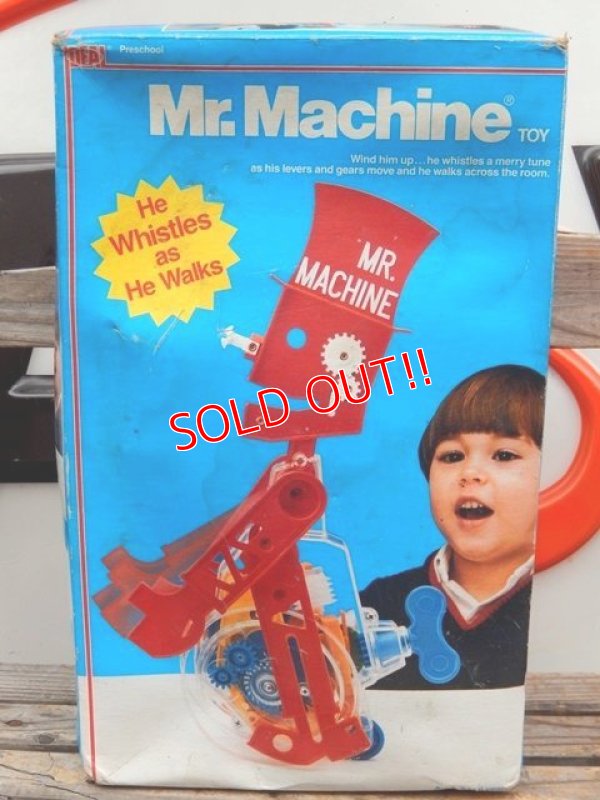 IDEAL® Preschool
Mr. Machine® TOY
Wind him up...he whistles a merry tune
as his levers and gears move and he walks across the room.
He
Whistles
as
He Walks
MR.
MACHINE
SOLD OUT!!